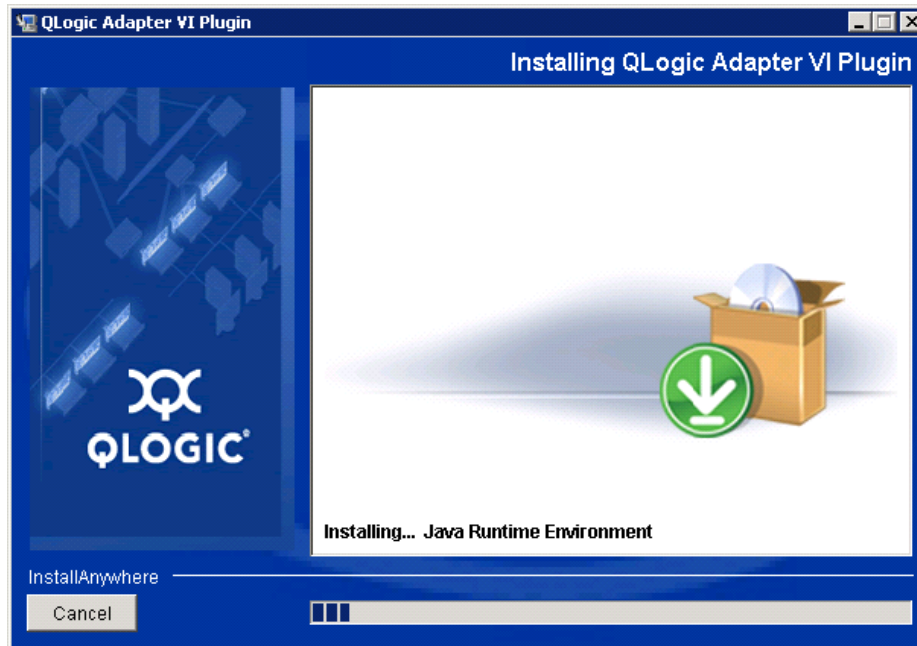 QLogic Adapter VI Plugin
Installing QLogic Adapter VI Plugin
QLOGIC®
Installing... Java Runtime Environment
InstallAnywhere
Cancel